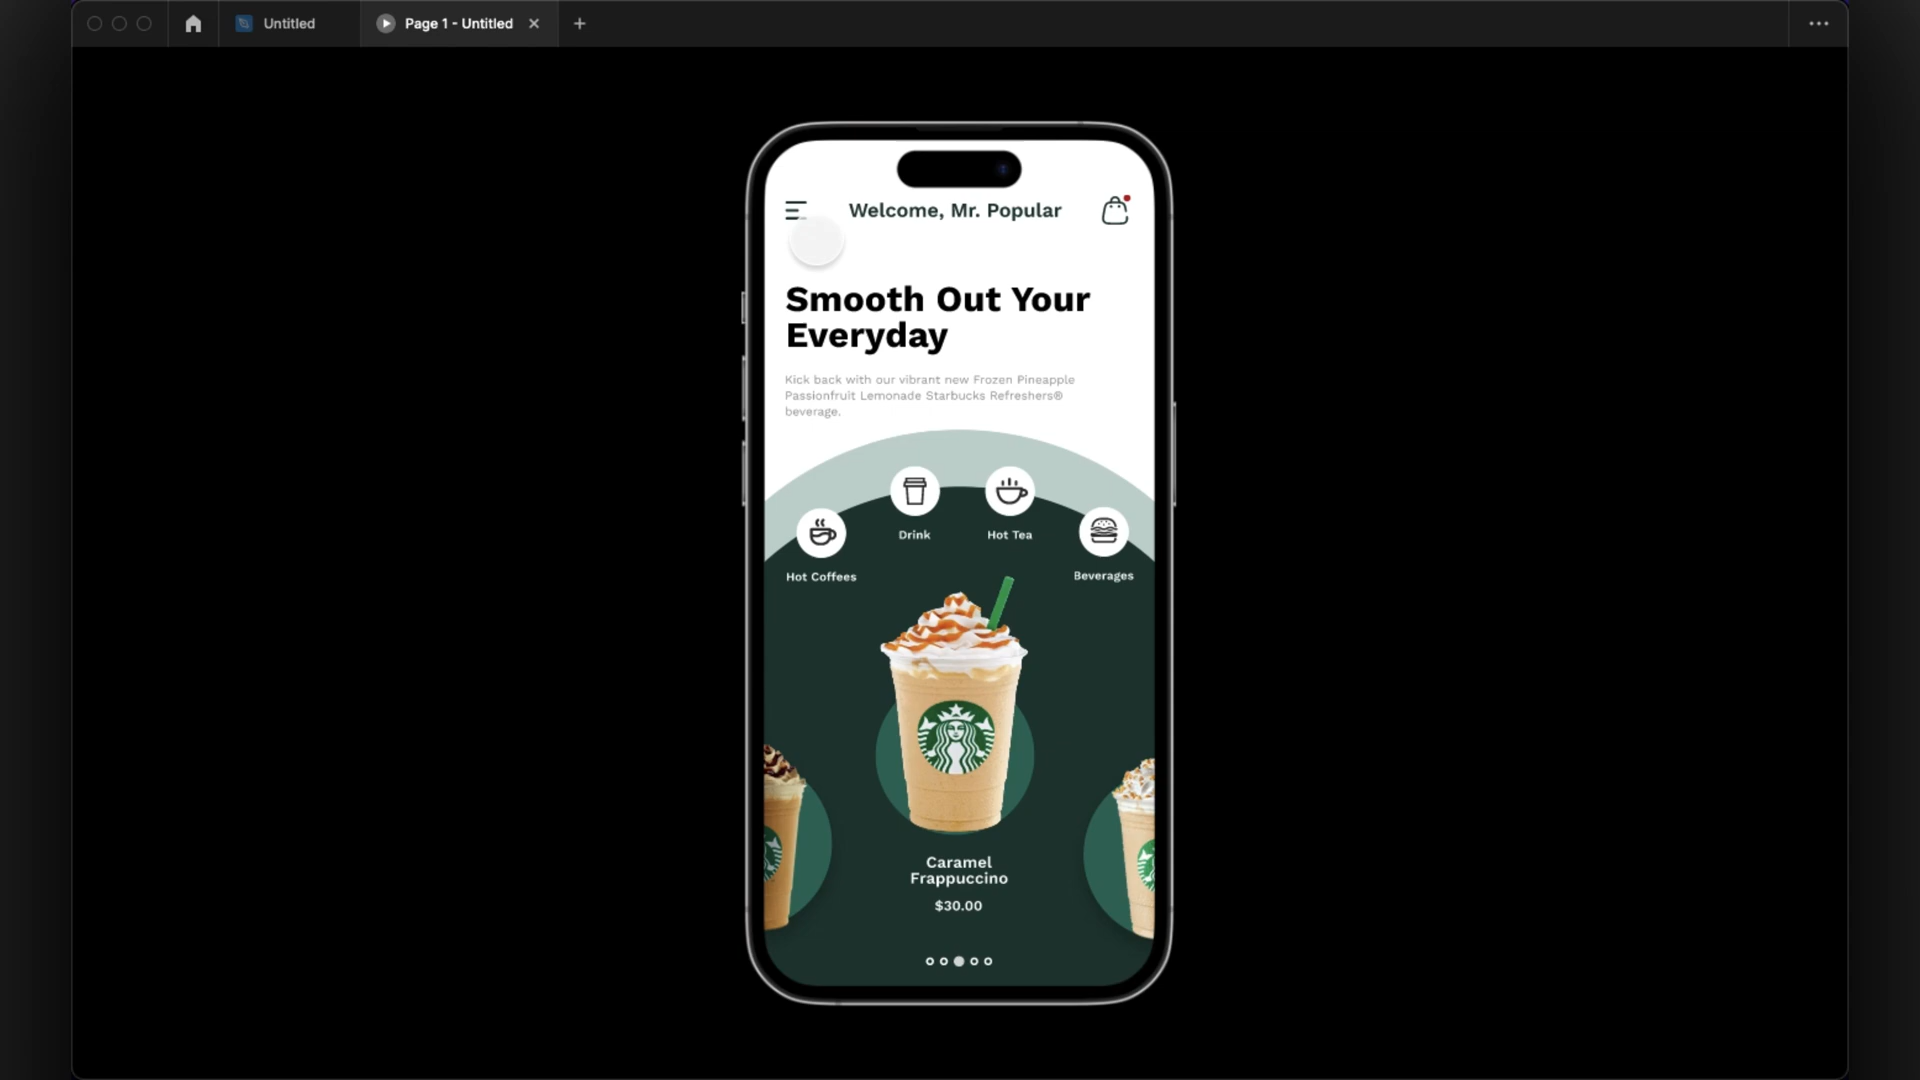 Untitled
Page 1 - Untitled
Welcome, Mr. Popular
Smooth Out Your
Everyday
Kick back with our vibrant new Frozen Pineapple
Passionfruit Lemonade Starbucks Refreshers®
beverage.
Drink
Hot Tea
Hot Coffees
Beverages
Caramel
Frappuccino
$30.00